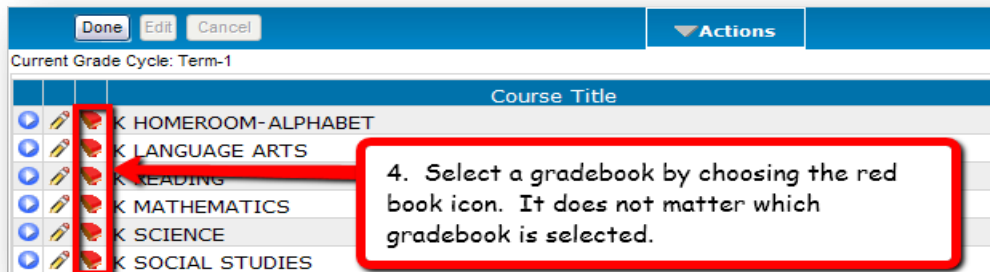 Done Edit Cancel Actions
Current Grade Cycle: Term-1
Course Title
K HOMEROOM-ALPHABET
K LANGUAGE ARTS
K READING
K MATHEMATICS
K SCIENCE
K SOCIAL STUDIES
4. Select a gradebook by choosing the red
book icon. It does not matter which
gradebook is selected.